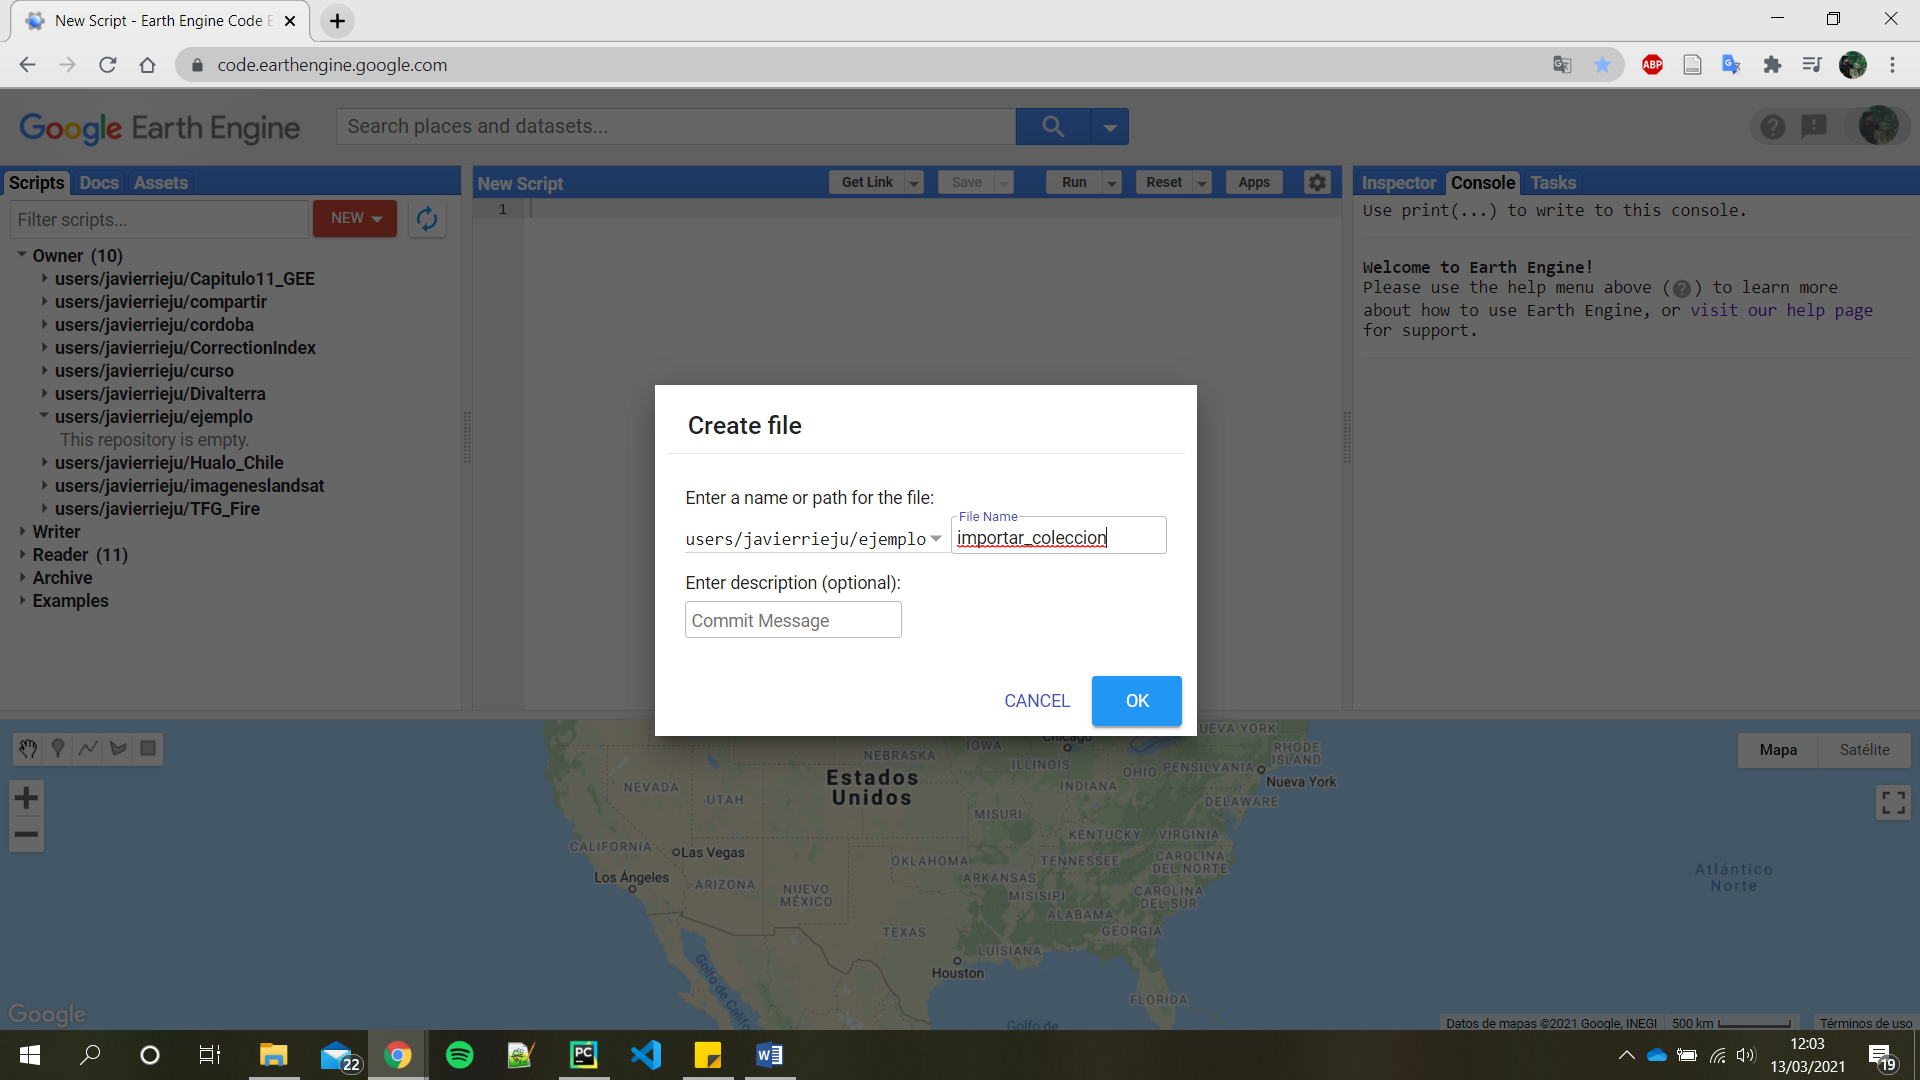 New Script - Earth Engine Code E
code.earthengine.google.com
ABP
Google Earth Engine
Search places and datasets...
Scripts Docs Assets
New Script
Get Link
Save
Run
Reset
Apps
Inspector Console Tasks
Filter scripts...
NEW
1
Use print(...) to write to this console.
Welcome to Earth Engine!
Please use the help menu above (?) to learn more
about how to use Earth Engine, or visit our help page
for support.
Owner (10)
users/javierrieju/Capitulo11_GEE
users/javierrieju/compartir
users/javierrieju/cordoba
users/javierrieju/CorrectionIndex
users/javierrieju/curso
users/javierrieju/Divalterra
users/javierrieju/ejemplo
This repository is empty.
users/javierrieju/Hualo_Chile
users/javierrieju/imageneslandsat
users/javierrieju/TFG_Fire
Writer
Reader (11)
Archive
Examples
Create file
Enter a name or path for the file:
File Name
users/javierrieju/ejemplo
importar_coleccion
Enter description (optional):
Commit Message
CANCEL
OK
Mapa
Satélite
Chicago
UEVA YORK
NEBRASKA
IOWA
RHODE
ISLAND
ILLINOIS
OHIO
PENSILVANIA
Nueva York
Estados
Unidos
NEVADA
UTAH
INDIANA
DELAWARE
MISURI
KENTUCKY
VIRGINIA
CALIFORNIA
Las Vegas
OKLAHOMA
TENNESSEE
CAROLINA
DEL NORTE
Los Ángeles
ARIZONA
NUEVO
MÉXICO
ARKANSAS
MISISIPI
CAROLINA
DEL SUR
ALABAMA
GEORGIA
TEXAS
LUISIANA
Houston
FLORIDA
Golfo de Califo
Golfo de
Atlántico
Norte
Google
Datos de mapas ©2021 Google, INEGI
500 km
Términos de uso
22
PC
12:03
13/03/2021
19